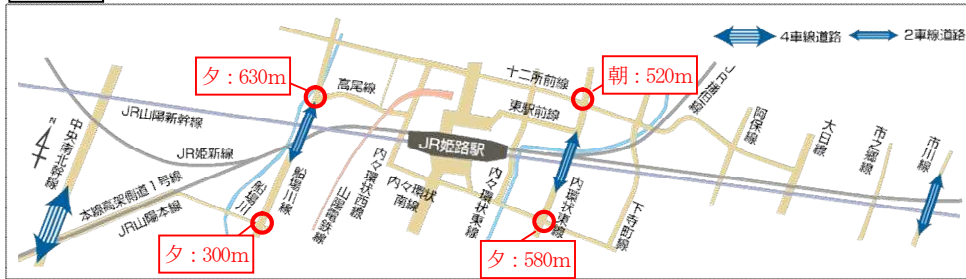 4車線道路
2車線道路
夕：630m
朝：520m
高尾線
十二所前線
東駅前線
JR播但線
阿保線
大日線
市之郷線
市川線
JR山陽新幹線
JR姫路駅
N
中央南北幹線
JR姫新線
本線高架側道1号線
JR山陽本線
船場川
船場川線
山陽電鉄線
内々環状西線
内々環状
南線
内々環状東線
内環状東線
下寺町線
夕：300m
夕：580m